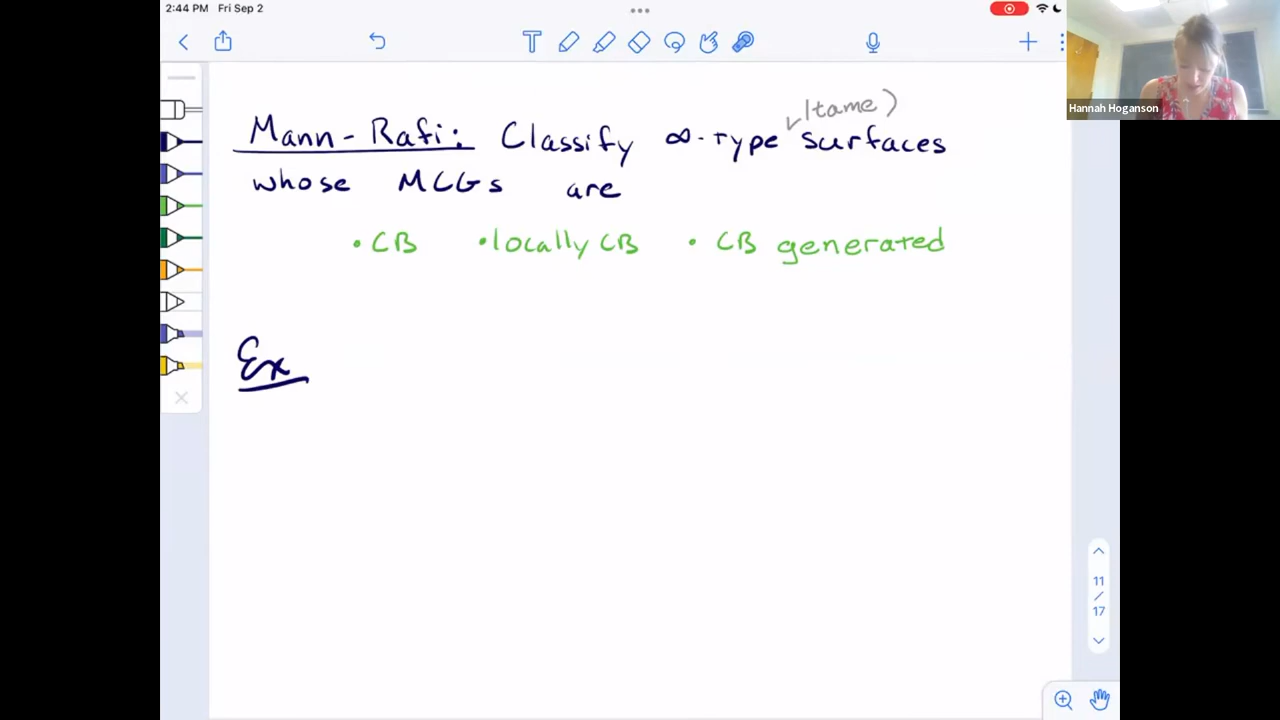 2:44 PM Fri Sep 2
Hannah Hoganson
(tame)
Mann-Rafi: Classify ∞-type surfaces
whose MCGs are
• CB • locally CB • CB generated
Ex
11
/
17